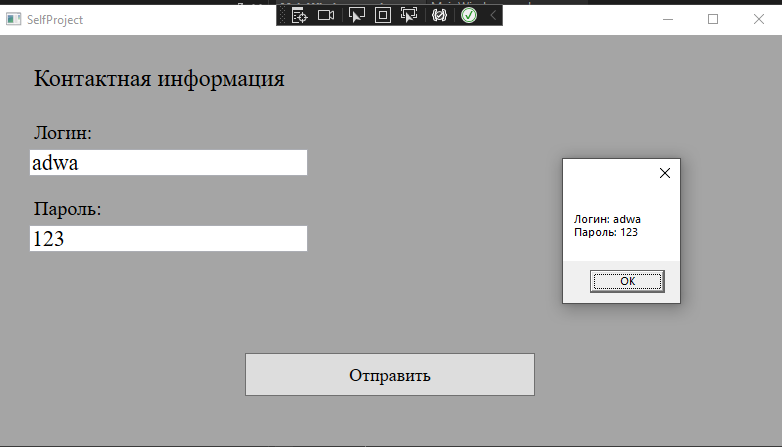 SelfProject
Контактная информация
Логин:
adwa
Пароль:
123
Логин: adwa
Пароль: 123
OK
Отправить